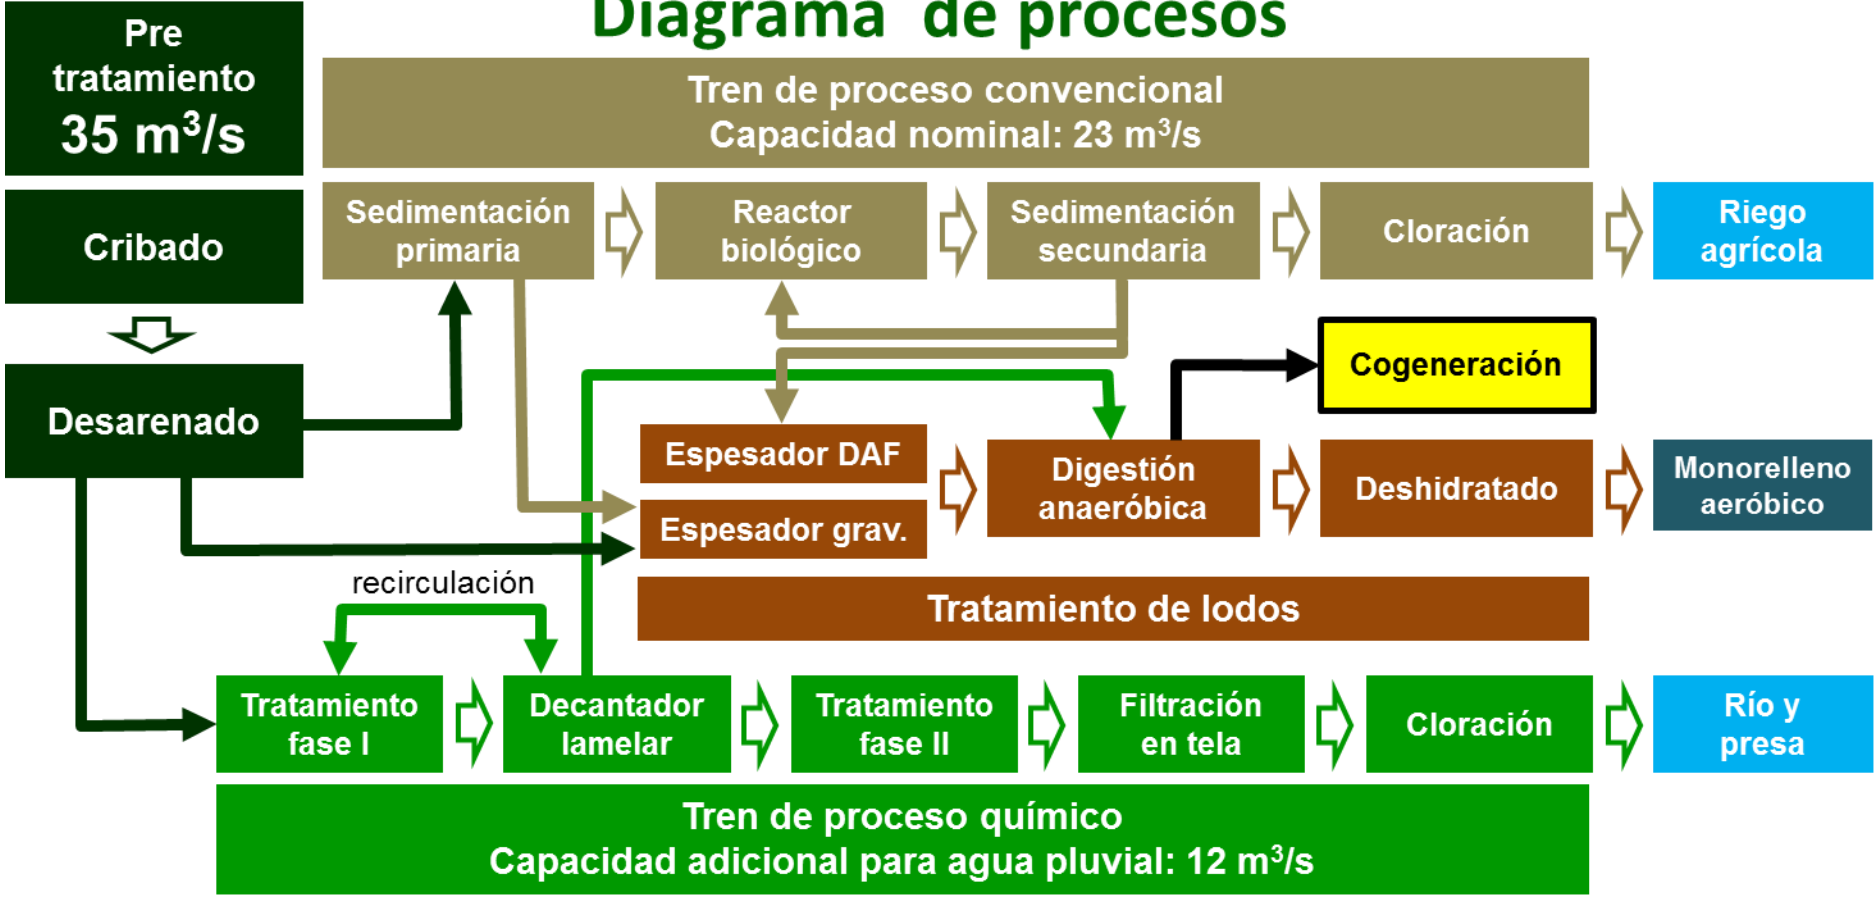 Diagrama de procesos
Pre
tratamiento
35 m³/s
Tren de proceso convencional
Capacidad nominal: 23 m³/s
Cribado
Sedimentación
primaria
Reactor
biológico
Sedimentación
secundaria
Cloración
Riego
agrícola
Cogeneración
Desarenado
Espesador DAF
Espesador grav.
Digestión
anaeróbica
Deshidratado
Monorelleno
aeróbico
recirculación
Tratamiento de lodos
Tratamiento
fase I
Decantador
lamelar
Tratamiento
fase II
Filtración
en tela
Cloración
Río y
presa
Tren de proceso químico
Capacidad adicional para agua pluvial: 12 m³/s